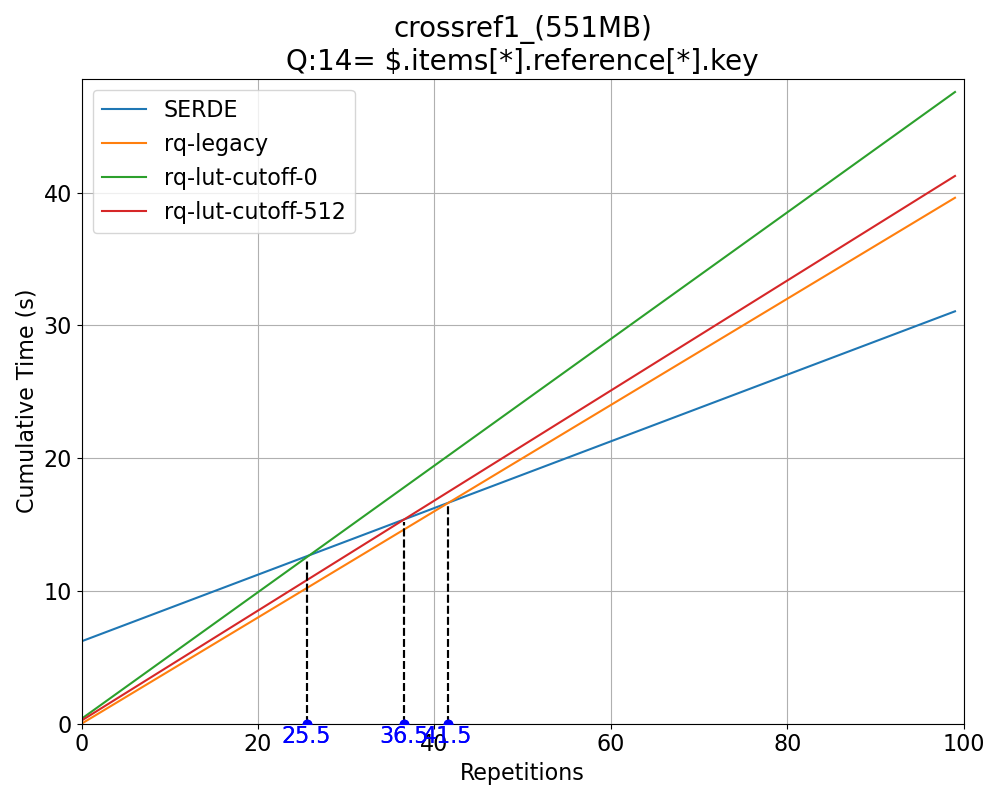 crossref1_(551MB)
Q:14= $.items[*].reference[*].key
SERDE
rq-legacy
rq-lut-cutoff-0
rq-lut-cutoff-512
Cumulative Time (s)
40
30
20
10
0
25.5
36.5
41.5
0
20
40
60
80
100
Repetitions